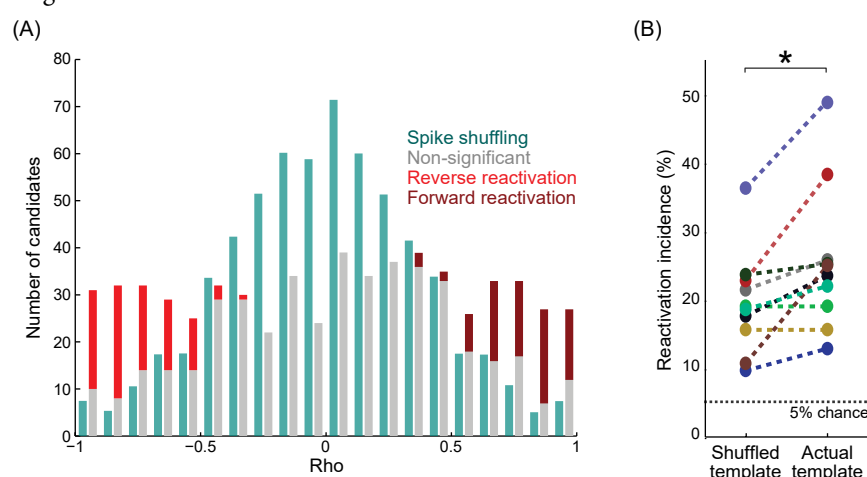 (A)
80
70
60
50
40
30
20
10
0
Number of candidates
Spike shuffling
Non-significant
Reverse reactivation
Forward reactivation
−1
−0.5
0
0.5
1
Rho
(B)
*
50
40
30
20
10
0
Reactivation incidence (%)
5% chance
Shuffled Actual
template template